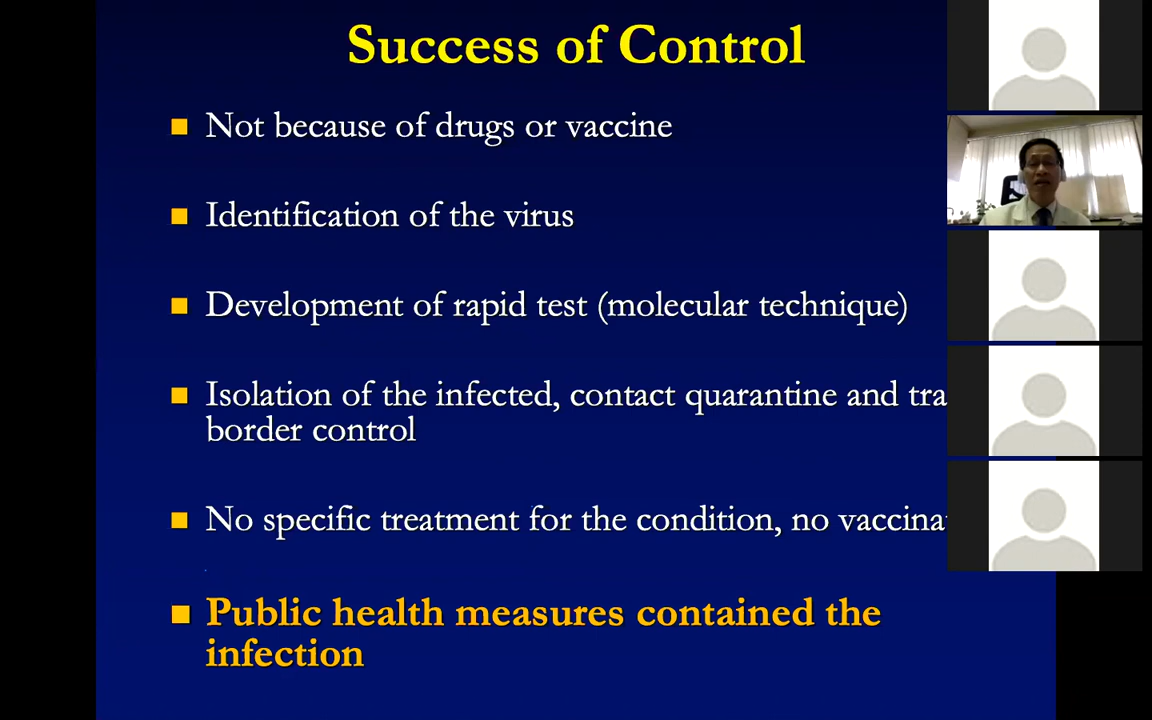 Success of Control
Not because of drugs or vaccine
Identification of the virus
Development of rapid test (molecular technique)
Isolation of the infected, contact quarantine and
border control
No specific treatment for the condition, no
Public health measures contained the
infection